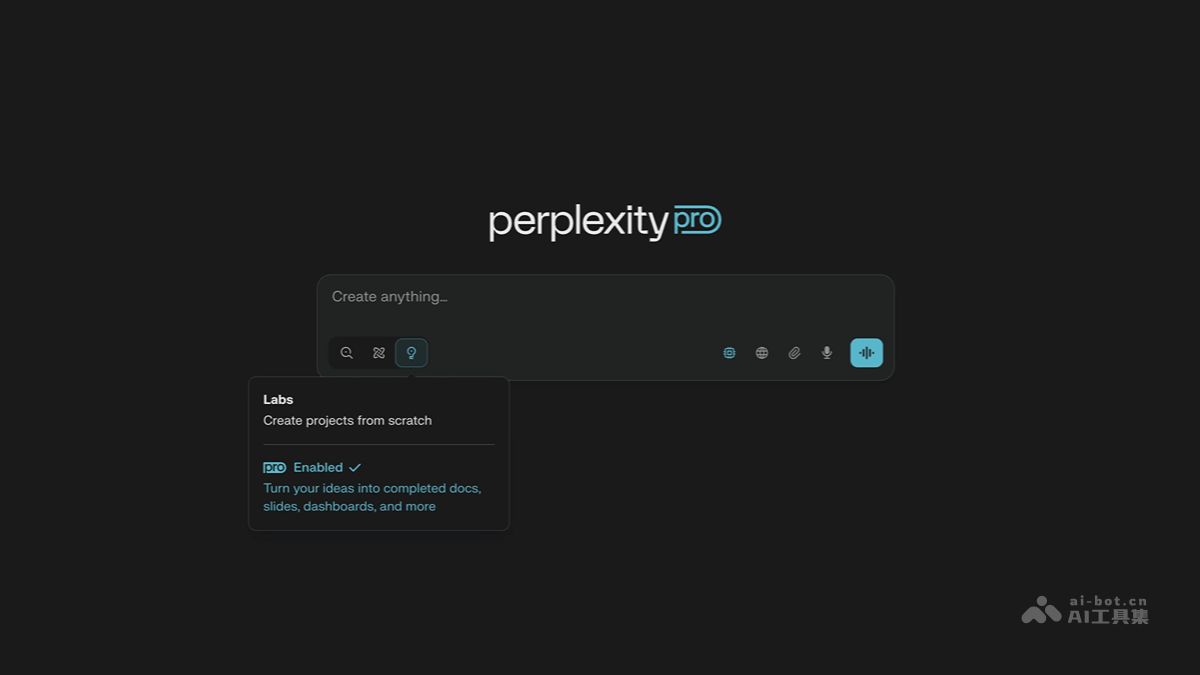 perplexity pro
Create anything...
Labs
Create projects from scratch
pro Enabled
Turn your ideas into completed docs,
slides, dashboards, and more
ai-bot.cn
AI工具集